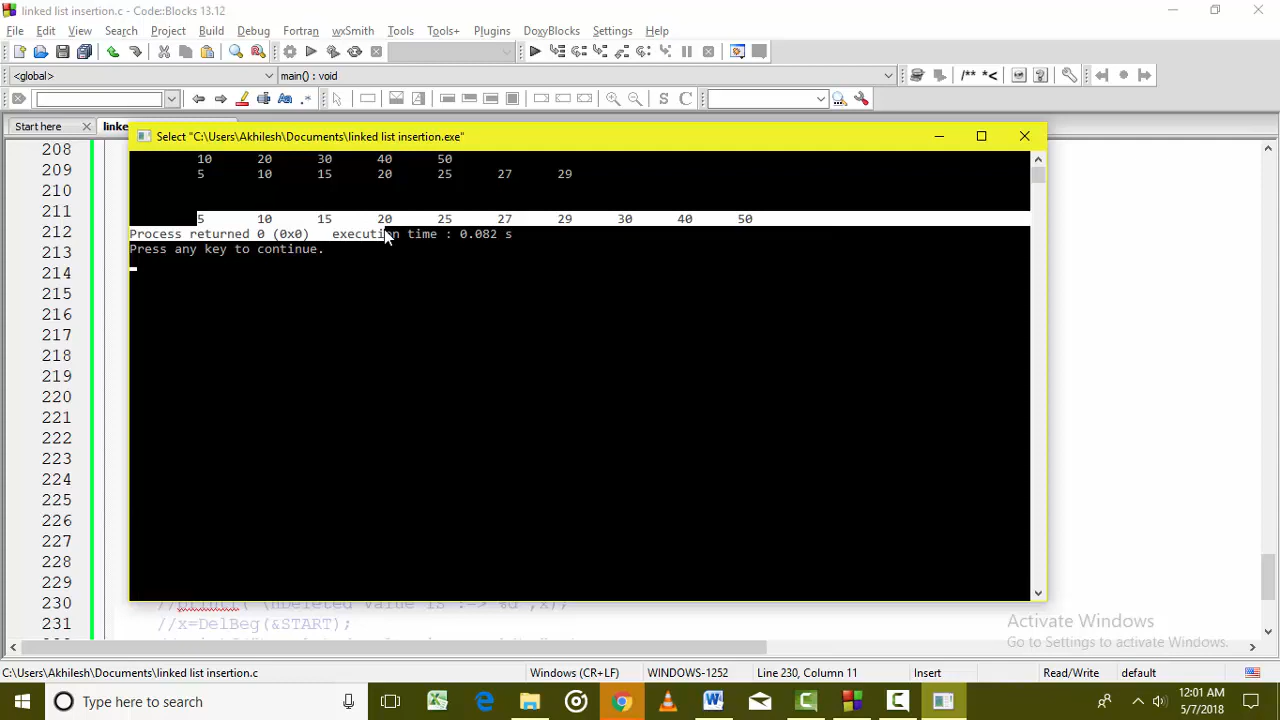 linked list insertion.c - Code::Blocks 13.12
File Edit View Search Project Build Debug Fortran wxSmith Tools Tools+ Plugins DoxyBlocks Settings Help
<global> main() : void /** *<
Start here linke
Select "C:\Users\Akhilesh\Documents\linked list insertion.exe"
10 20 30 40 50
5 10 15 20 25 27 29
5 10 15 20 25 27 29 30 40 50
Process returned 0 (0x0) execution time : 0.082 s
Press any key to continue.
208
209
210
211
212
213
214
215
216
217
218
219
220
221
222
223
224
225
226
227
228
229
230 //printf("\nDeleted value is :=> %d",x);
231 //x=DelBeg(&START);
Activate Windows
Go to Settings to activate Windows.
C:\Users\Akhilesh\Documents\linked list insertion.c Windows (CR+LF) WINDOWS-1252 Line 230, Column 11 Insert Read/Write default
Type here to search
12:01 AM
5/7/2018